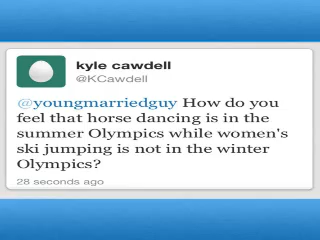 kyle cawdell
@KCawdell
@youngmarriedguy How do you
feel that horse dancing is in the
summer Olympics while women's
ski jumping is not in the winter
Olympics?
28 seconds ago